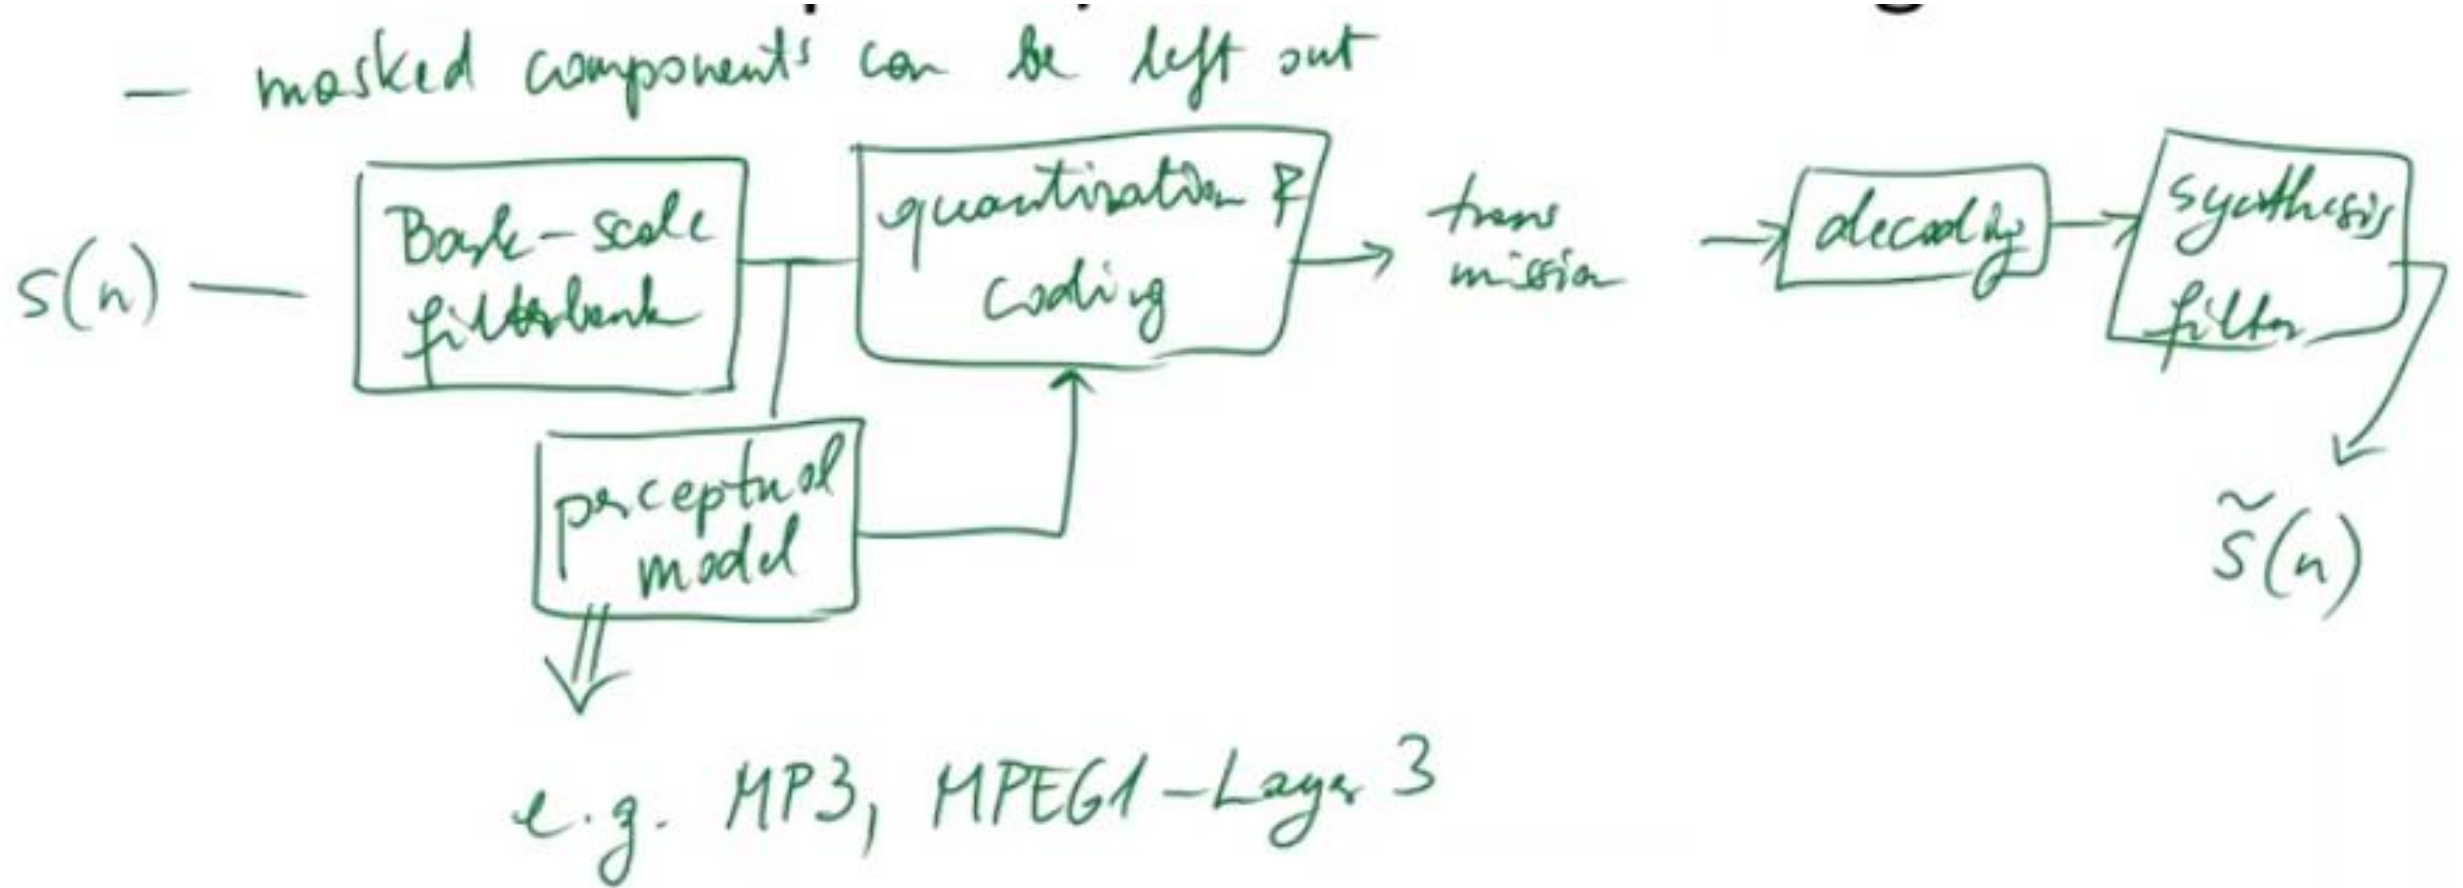 — masked components can be left out
s(n)
Bark-scale
filterbank
quantization &
coding
trans
mission
decoding
synthesis
filter
perceptual
model
s̃(n)
e.g. MP3, MPEG1-Layer 3